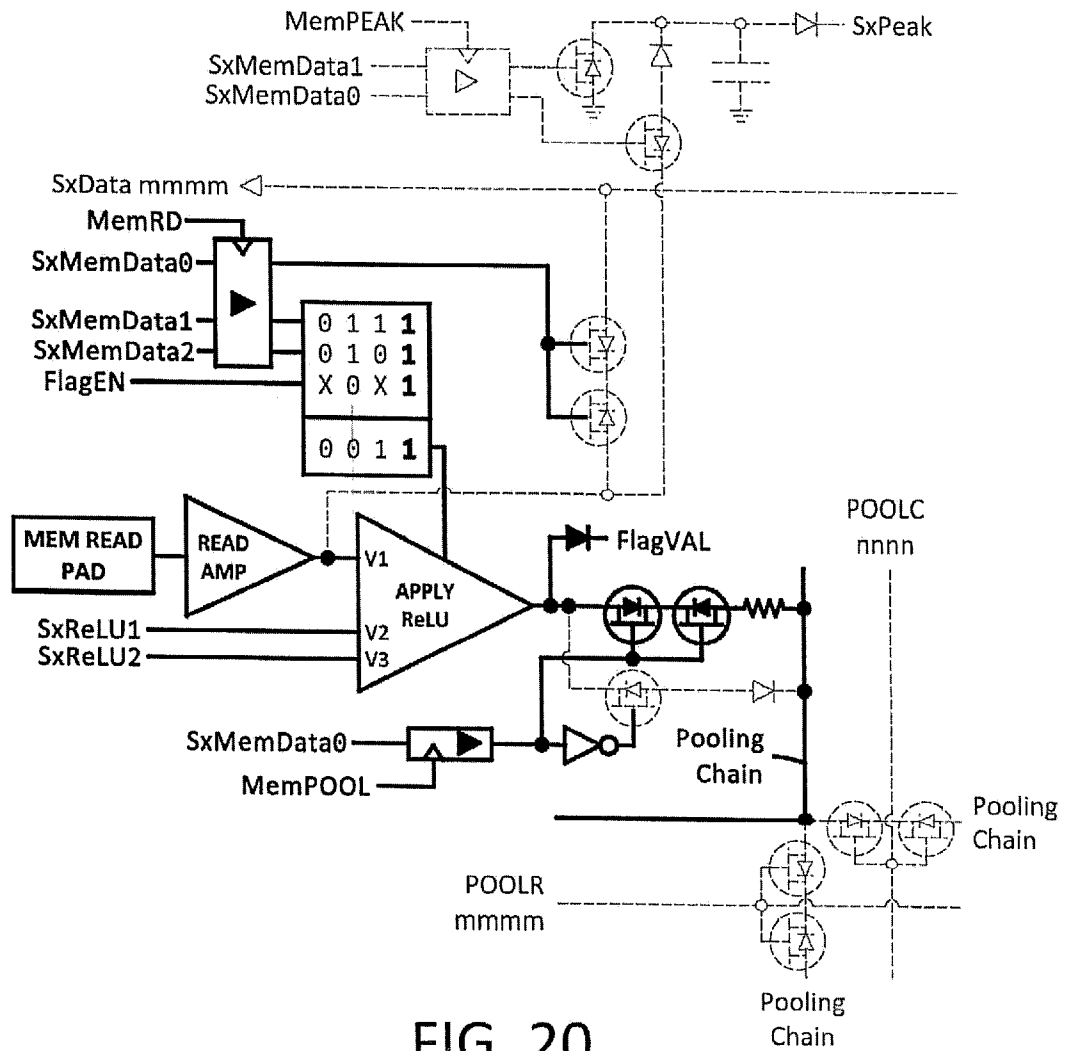 MemPEAK
SxPeak
SxMemData1
SxMemData0
SxData mmmm
MemRD
SxMemData0
SxMemData1
SxMemData2
FlagEN
0 1 1 1
0 1 0 1
X 0 X 1
0 0 1 1
MEM READ
PAD
READ
AMP
V1
V2
V3
APPLY
ReLU
FlagVAL
POOLC
nnnn
SxReLU1
SxReLU2
SxMemData0
MemPOOL
Pooling
Chain
Pooling
Chain
POOLR
mmmm
Pooling
Chain
FIG. 20